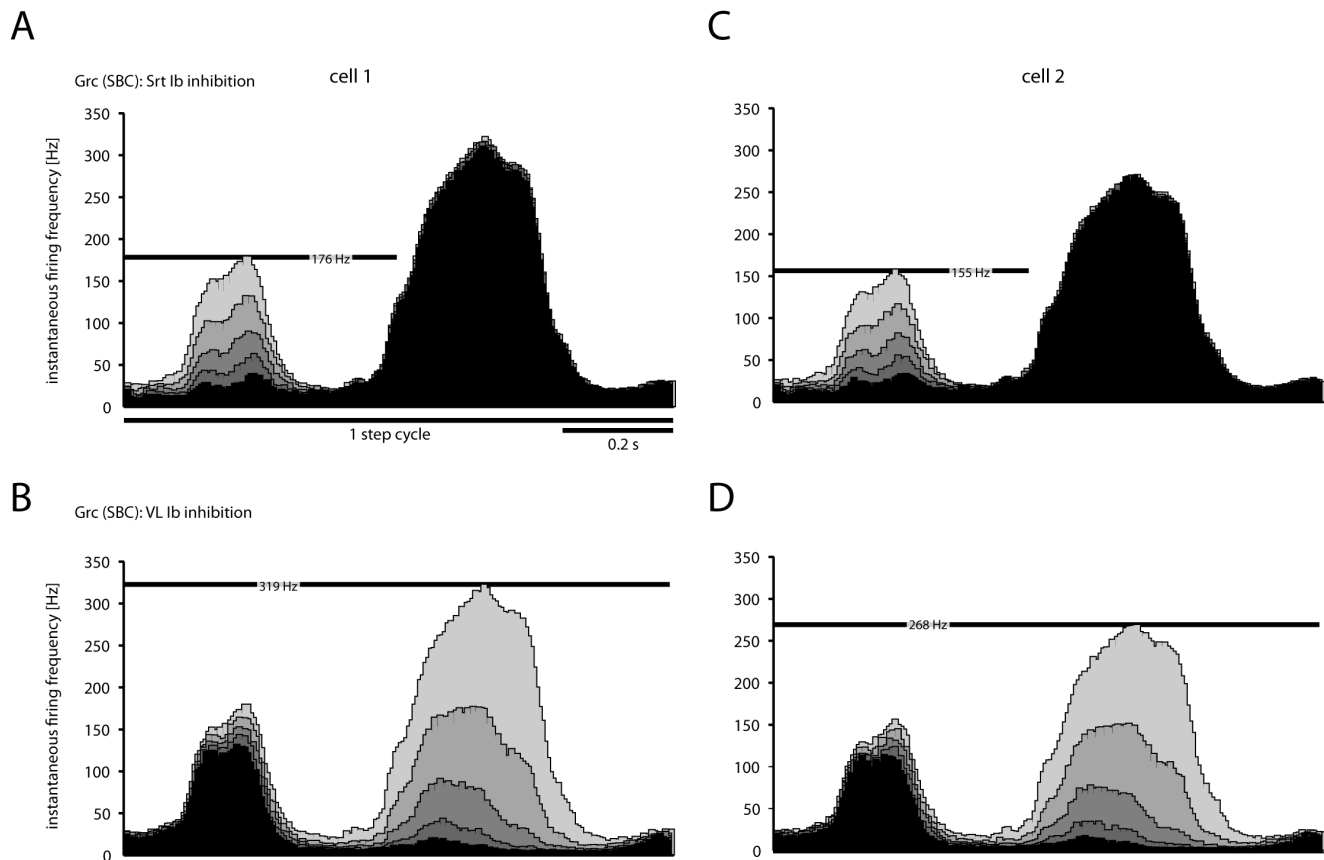 A
Grc (SBC): Srt Ib inhibition
cell 1
instantaneous firing frequency [Hz]
350
300
250
200
150
100
50
0
176 Hz
1 step cycle
0.2 s
C
cell 2
350
300
250
200
150
100
50
0
155 Hz
B
Grc (SBC): VL Ib inhibition
instantaneous firing frequency [Hz]
350
300
250
200
150
100
50
0
319 Hz
D
350
300
250
200
150
100
50
0
268 Hz